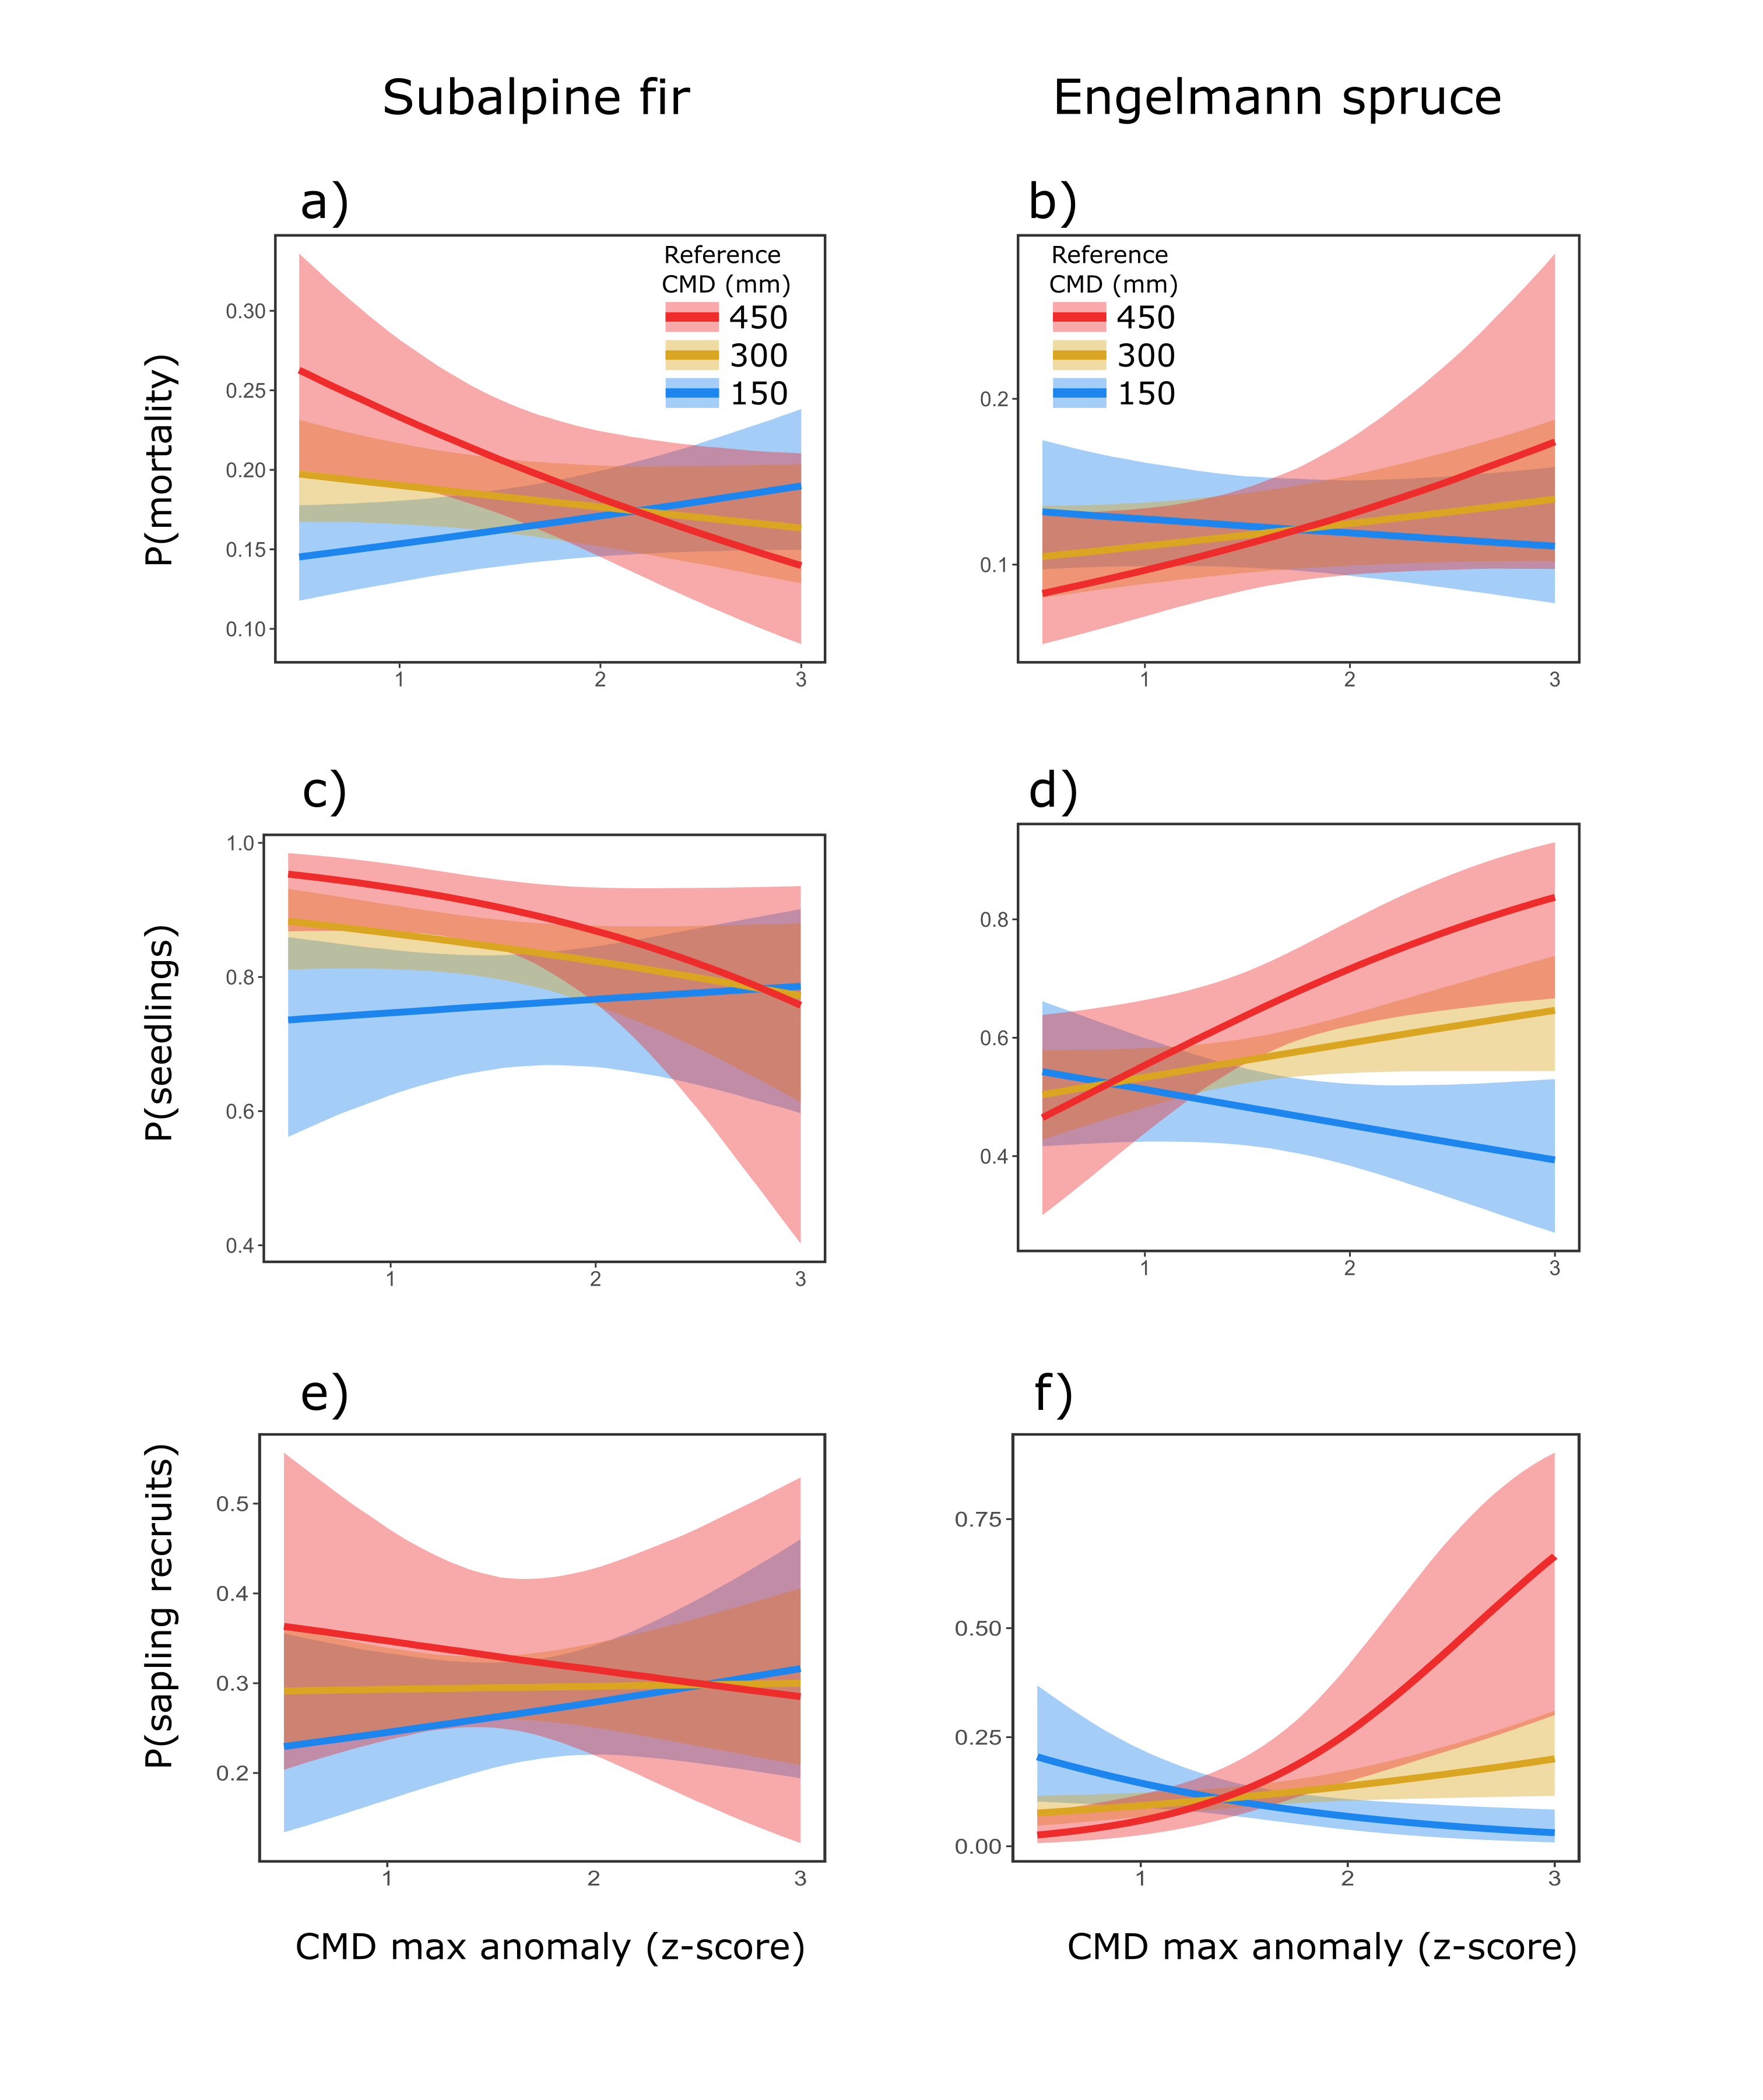 Subalpine fir
Engelmann spruce
a)
b)
P(mortality)
Reference
CMD (mm)
450
300
150
0.30
0.25
0.20
0.15
0.10
1 2 3
Reference
CMD (mm)
450
300
150
0.2
0.1
1 2 3
c)
d)
P(seedlings)
1.0
0.8
0.6
0.4
1 2 3
0.8
0.6
0.4
1 2 3
e)
f)
P(sapling recruits)
0.5
0.4
0.3
0.2
1 2 3
0.75
0.50
0.25
0.00
1 2 3
CMD max anomaly (z-score)
CMD max anomaly (z-score)